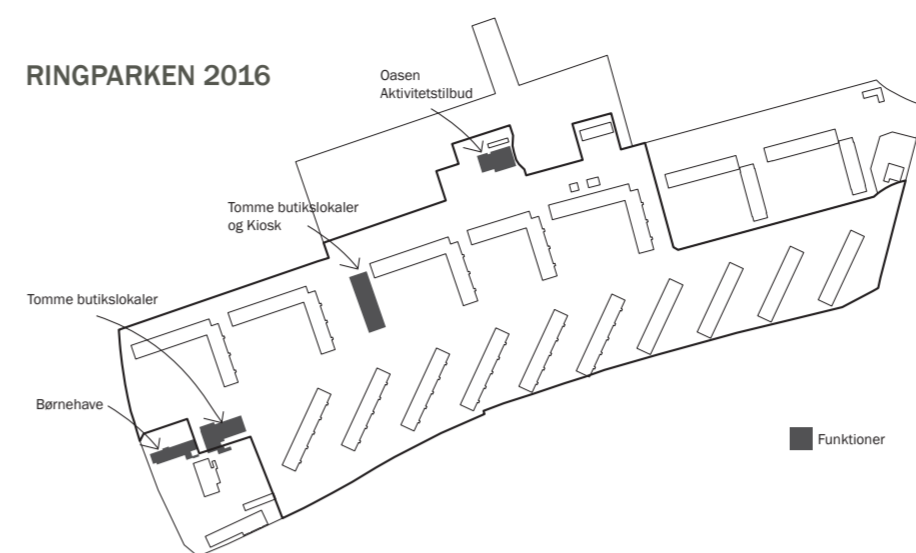 RINGPARKEN 2016
Oasen
Aktivitetstilbud
Tomme butikslokaler
og Kiosk
Tomme butikslokaler
Børnehave
Funktioner